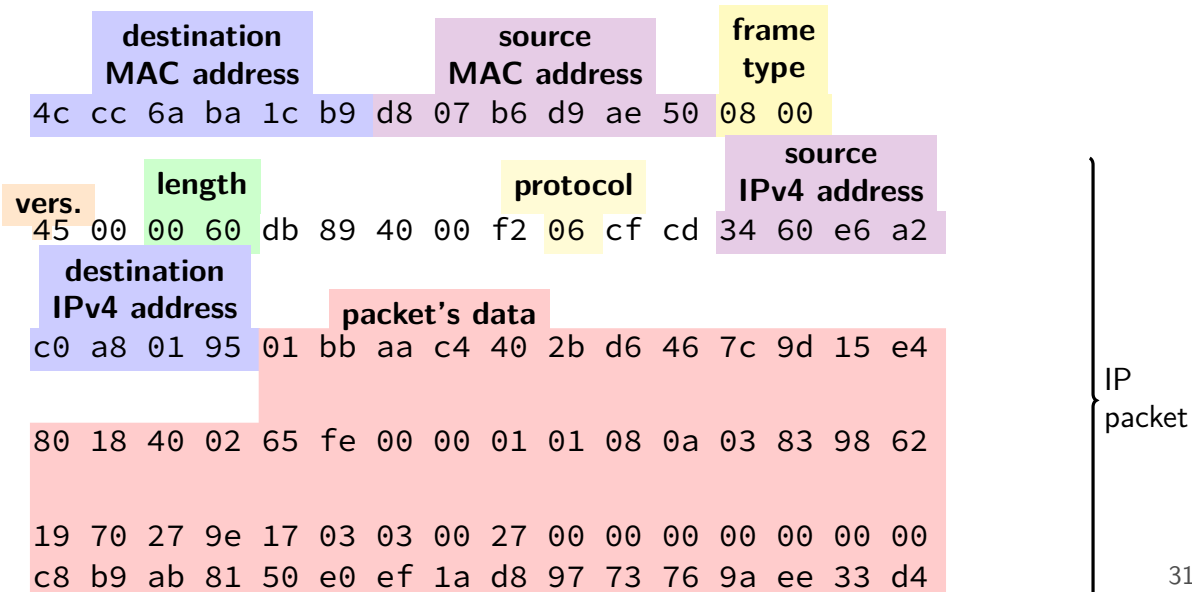 destination
MAC address
source
MAC address
frame
type
4c cc 6a ba 1c b9 d8 07 b6 d9 ae 50 08 00
vers.
length
protocol
source
IPv4 address
45 00 00 60 db 89 40 00 f2 06 cf cd 34 60 e6 a2
destination
IPv4 address
packet's data
c0 a8 01 95 01 bb aa c4 40 2b d6 46 7c 9d 15 e4
80 18 40 02 65 fe 00 00 01 01 08 0a 03 83 98 62
19 70 27 9e 17 03 03 00 27 00 00 00 00 00 00 00
c8 b9 ab 81 50 e0 ef 1a d8 97 73 76 9a ee 33 d4
IP
packet
31